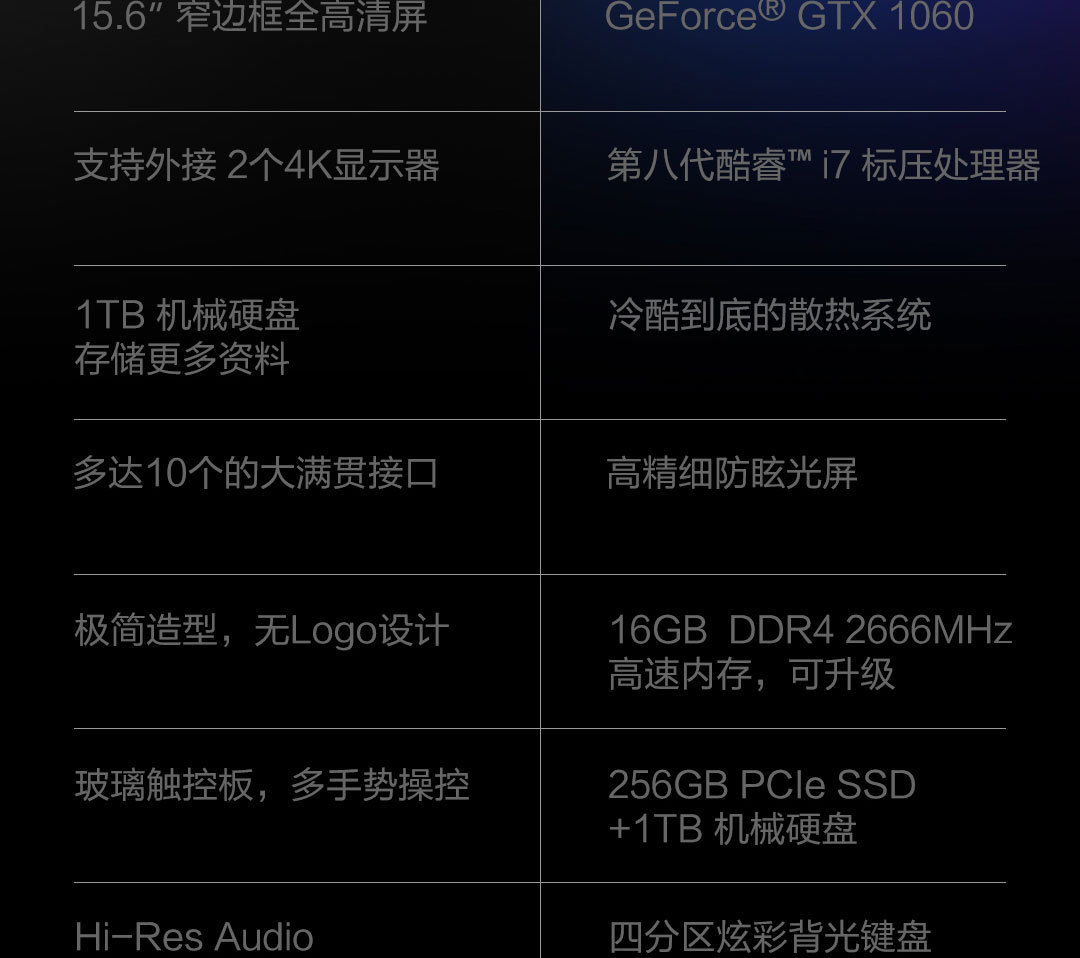 15.6″ 窄边框全高清屏
GeForce® GTX 1060
支持外接 2个4K显示器
第八代酷睿™ i7 标压处理器
1TB 机械硬盘
存储更多资料
冷酷到底的散热系统
多达10个的大满贯接口
高精细防眩光屏
极简造型，无Logo设计
16GB  DDR4 2666MHz
高速内存，可升级
玻璃触控板，多手势操控
256GB PCIe SSD
+1TB 机械硬盘
Hi-Res Audio
四分区炫彩背光键盘